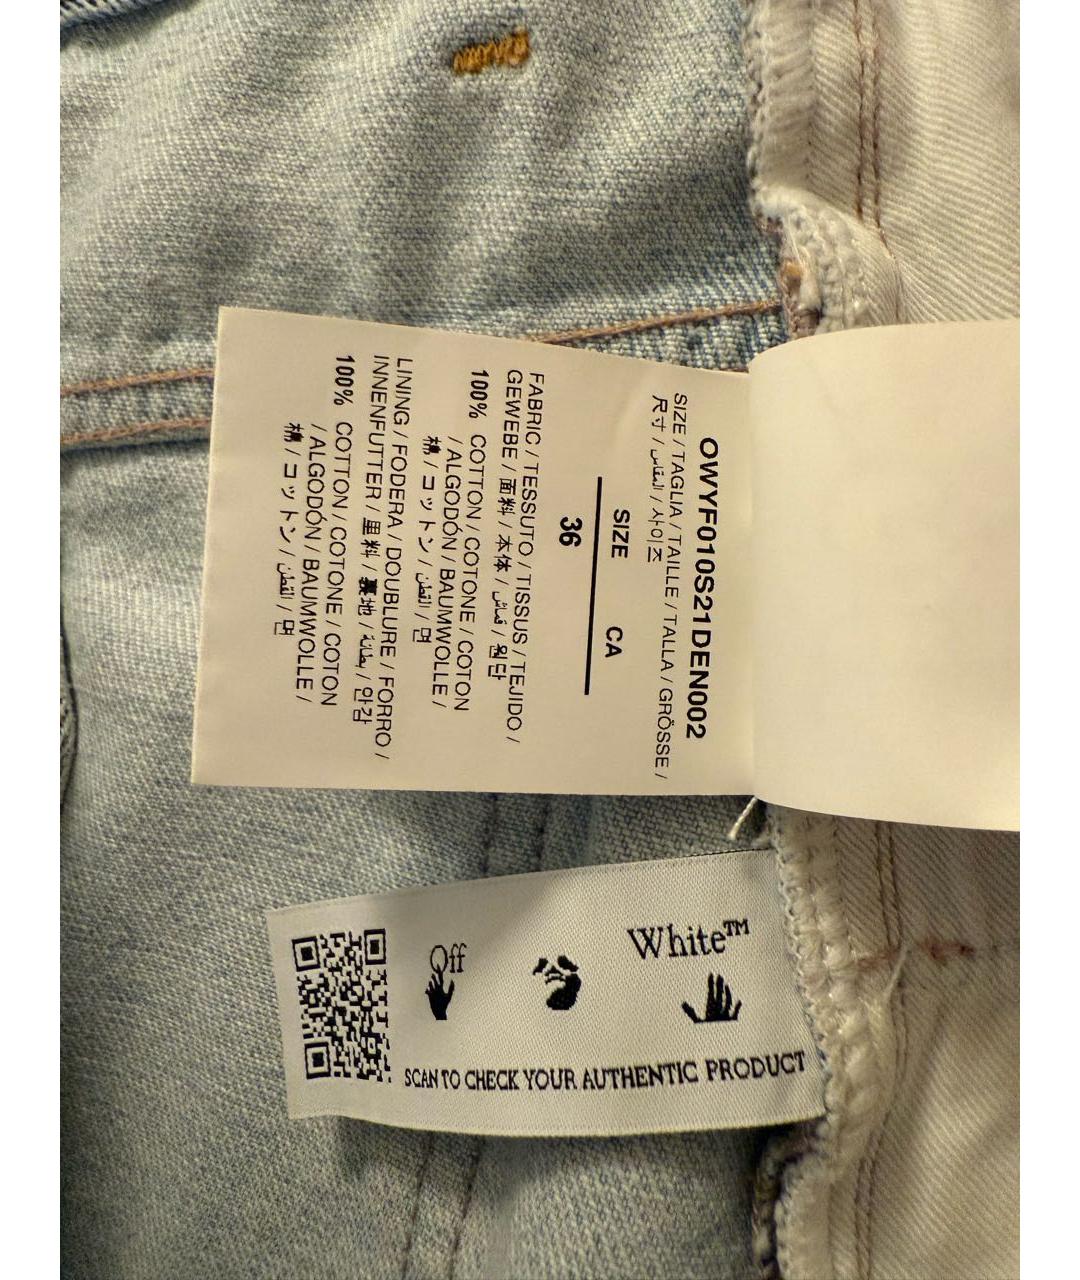 OWYF010S21DEN002
SIZE / TAGLIA / TAILLE / TALLA / GRÖSSE /
尺寸 / المقاس / 사이즈
SIZE CA
36
FABRIC / TESSUTO / TISSUS / TEJIDO /
GEWEBE / 面料 / 本体 / قماش / 원단
100% COTTON / COTONE / COTON
/ ALGODÓN / BAUMWOLLE /
棉 / コットン / القطن / 면
LINING / FODERA / DOUBLURE / FORRO /
INNENFUTTER / 里料 / 裏地 / بطانة / 안감
100% COTTON / COTONE / COTON
/ ALGODÓN / BAUMWOLLE /
棉 / コットン / القطن / 면
Off White™
SCAN TO CHECK YOUR AUTHENTIC PRODUCT